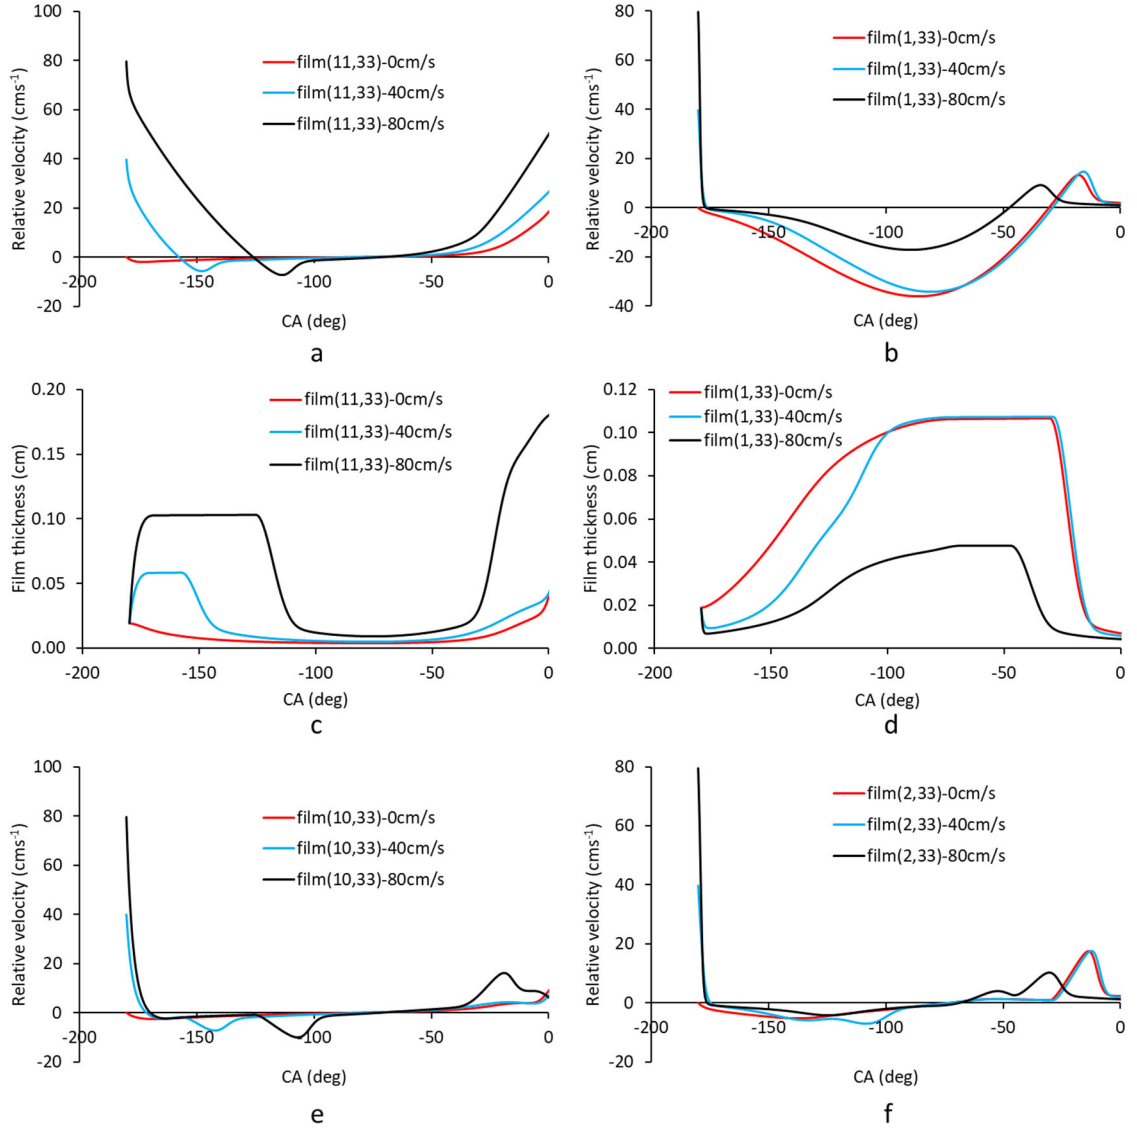 Relative velocity (cms⁻¹)
100
80
60
40
20
0
-20
-200
-150
-100
-50
0
film(11,33)-0cm/s
film(11,33)-40cm/s
film(11,33)-80cm/s
CA (deg)
a
Relative velocity (cms⁻¹)
80
60
40
20
0
-20
-40
-200
-150
-100
-50
0
film(1,33)-0cm/s
film(1,33)-40cm/s
film(1,33)-80cm/s
CA (deg)
b
Film thickness (cm)
0.20
0.15
0.10
0.05
0.00
-200
-150
-100
-50
0
film(11,33)-0cm/s
film(11,33)-40cm/s
film(11,33)-80cm/s
CA (deg)
c
Film thickness (cm)
0.12
0.10
0.08
0.06
0.04
0.02
0.00
-200
-150
-100
-50
0
film(1,33)-0cm/s
film(1,33)-40cm/s
film(1,33)-80cm/s
CA (deg)
d
Relative velocity (cms⁻¹)
100
80
60
40
20
0
-20
-200
-150
-100
-50
0
film(10,33)-0cm/s
film(10,33)-40cm/s
film(10,33)-80cm/s
CA (deg)
e
Relative velocity (cms⁻¹)
80
60
40
20
0
-20
-200
-150
-100
-50
0
film(2,33)-0cm/s
film(2,33)-40cm/s
film(2,33)-80cm/s
CA (deg)
f